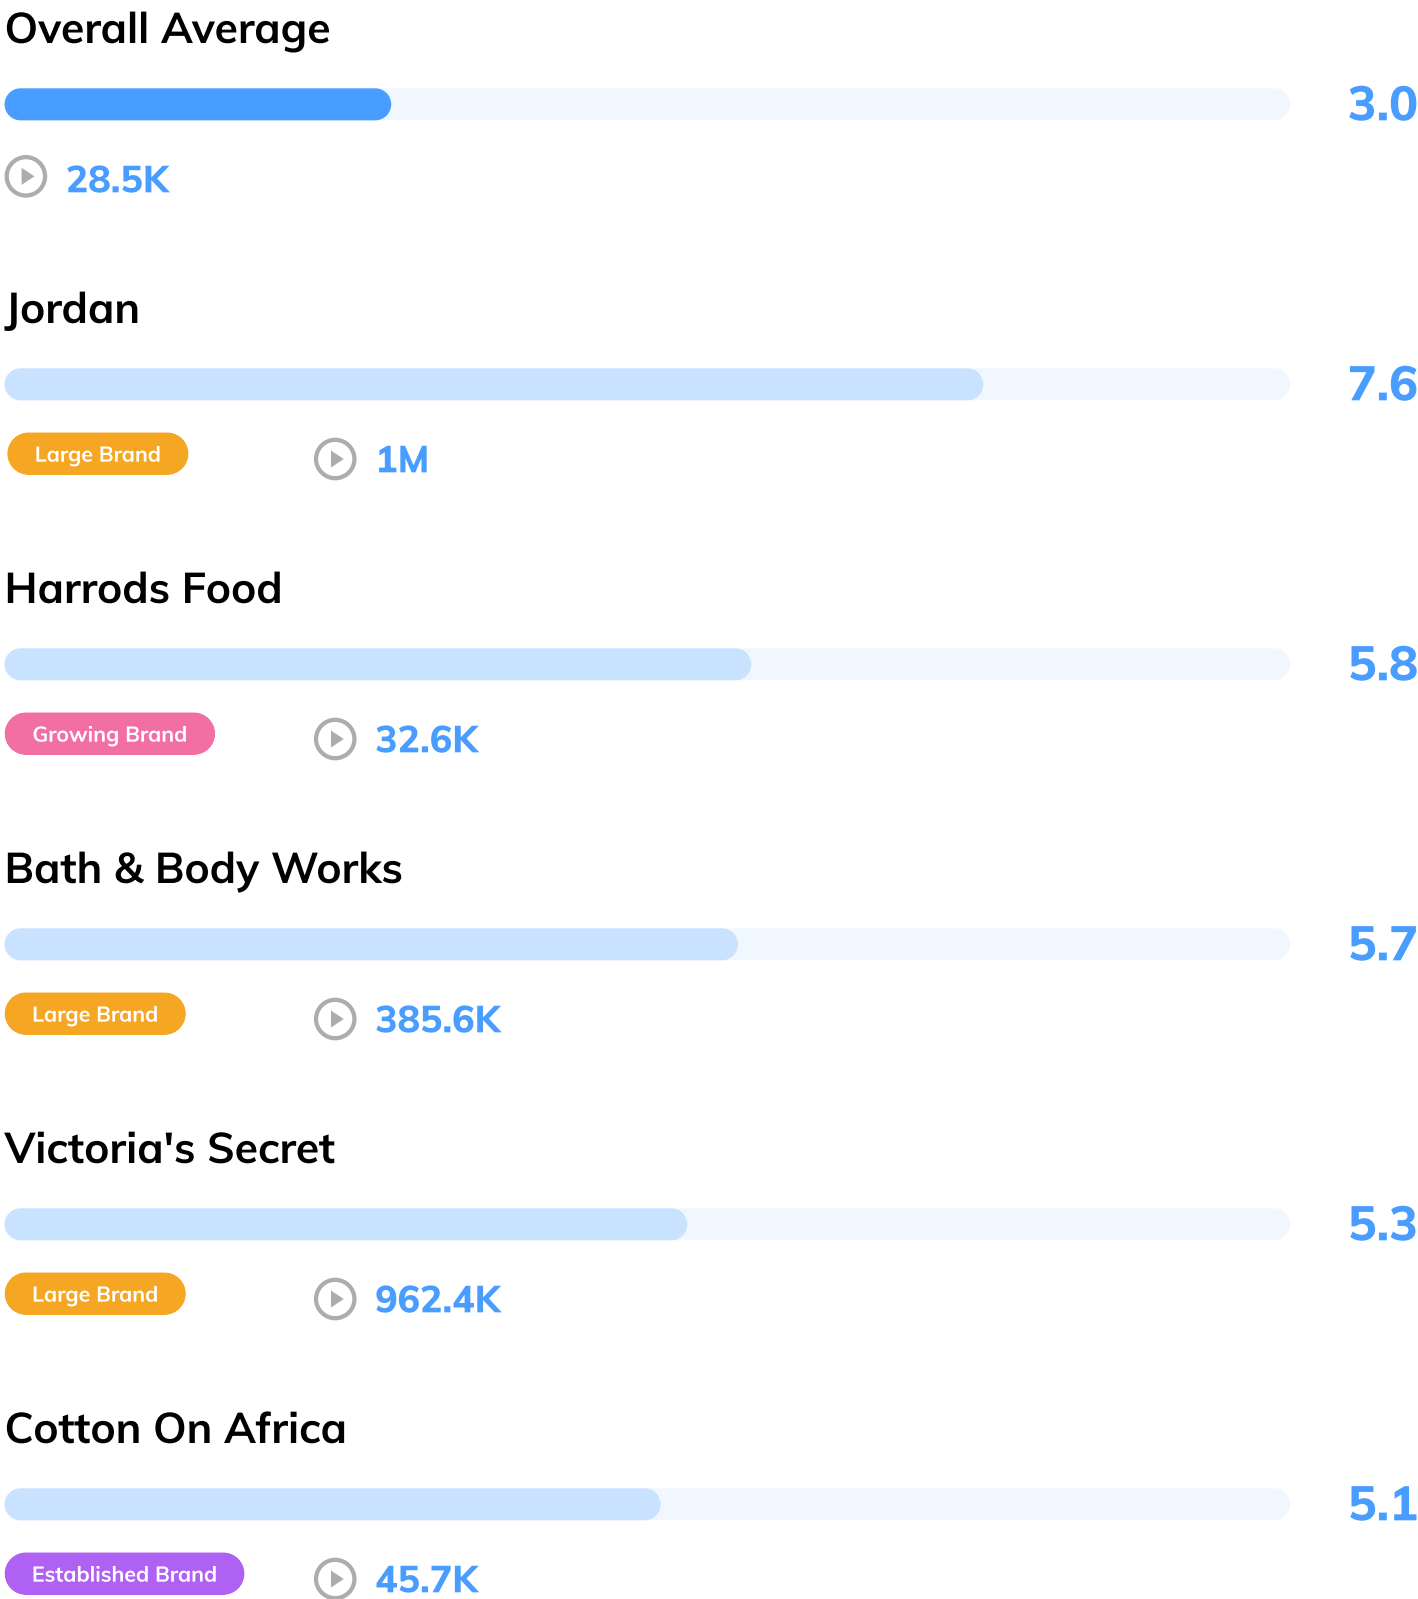 Overall Average
3.0
28.5K
Jordan
7.6
Large Brand 1M
Harrods Food
5.8
Growing Brand 32.6K
Bath & Body Works
5.7
Large Brand 385.6K
Victoria's Secret
5.3
Large Brand 962.4K
Cotton On Africa
5.1
Established Brand 45.7K